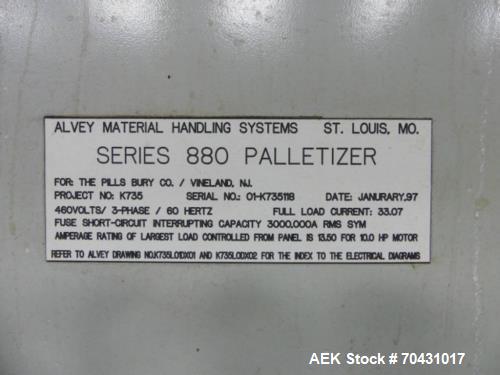 ALVEY MATERIAL HANDLING SYSTEMS ST. LOUIS, MO.
SERIES 880 PALLETIZER
FOR: THE PILLS BURY CO. / VINELAND, NJ.
PROJECT NO: K735 SERIAL NO.: 01-K735118 DATE: JANURARY,97
460VOLTS/ 3-PHASE / 60 HERTZ FULL LOAD CURRENT: 33.07
FUSE SHORT-CIRCUIT INTERRUPTING CAPACITY 3000,000A RMS SYM
AMPERAGE RATING OF LARGEST LOAD CONTROLLED FROM PANEL IS 13.50 FOR 10.0 HP MOTOR
REFER TO ALVEY DRAWING NO.K735L01DX01 AND K735L0DX02 FOR THE INDEX TO THE ELECTRICAL DIAGRAMS
AEK Stock # 70431017